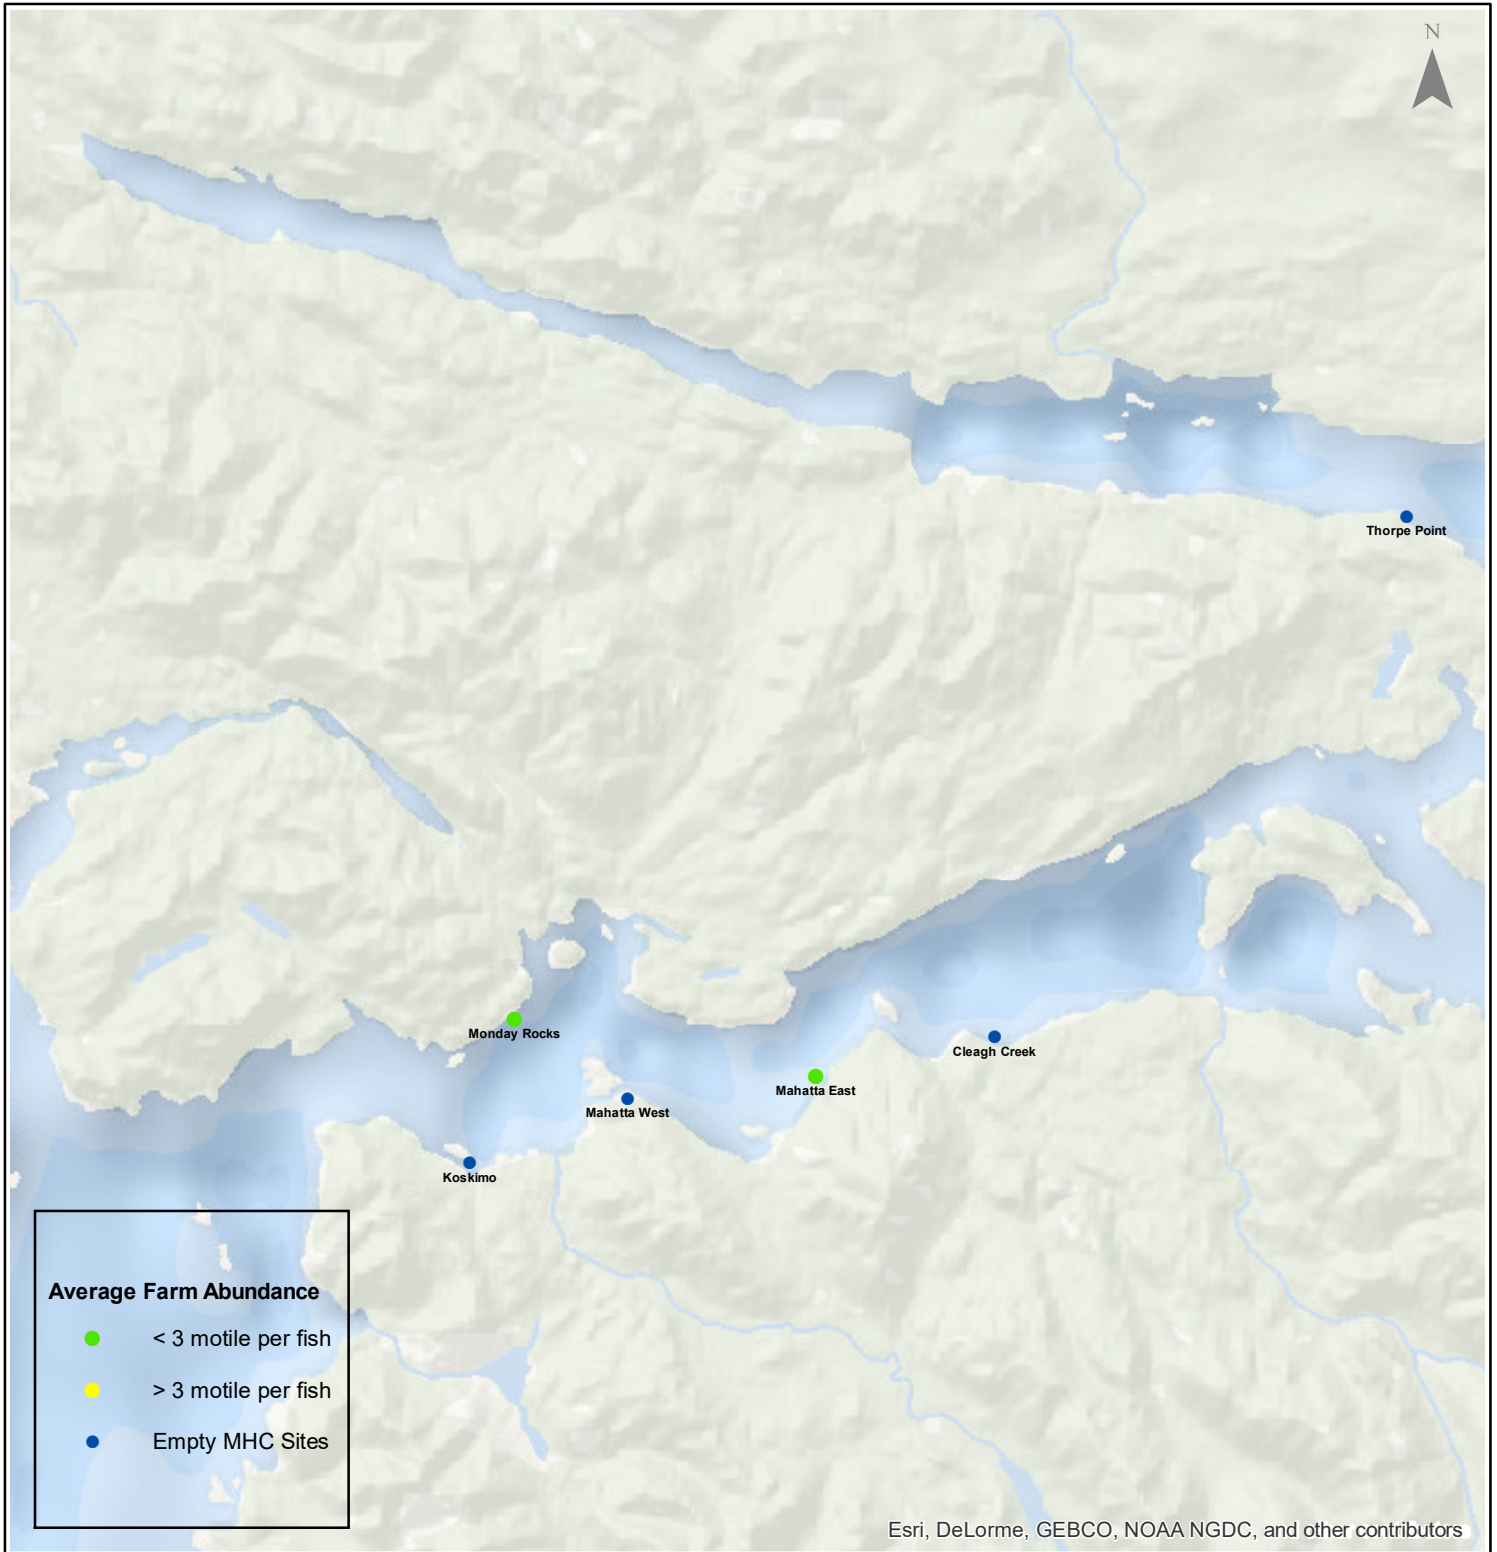 N
Thorpe Point
Monday Rocks
Cleagh Creek
Mahatta East
Mahatta West
Koskimo
Average Farm Abundance
< 3 motile per fish
> 3 motile per fish
Empty MHC Sites
Esri, DeLorme, GEBCO, NOAA NGDC, and other contributors